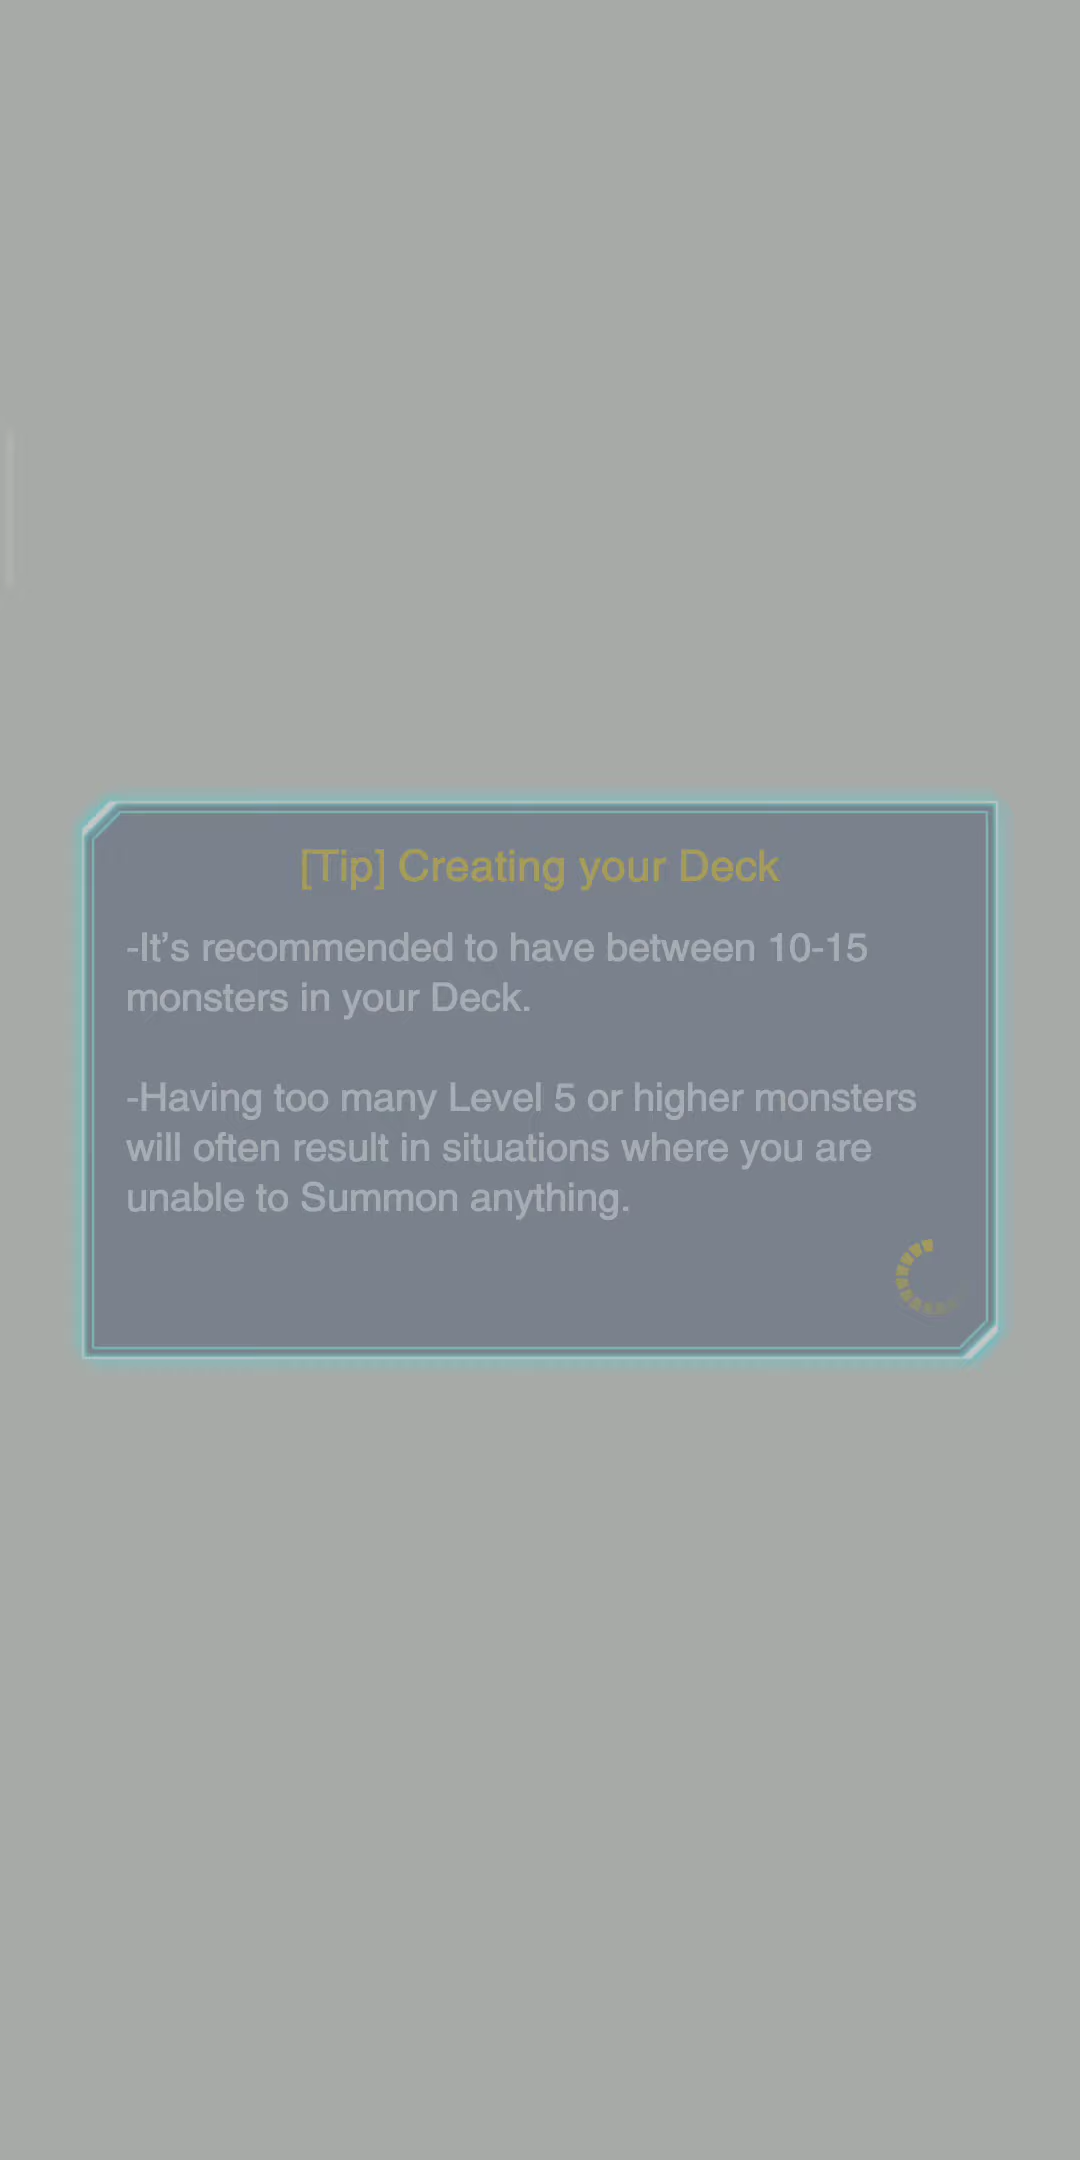 [Tip] Creating your Deck
-It’s recommended to have between 10-15
monsters in your Deck.
-Having too many Level 5 or higher monsters
will often result in situations where you are
unable to Summon anything.